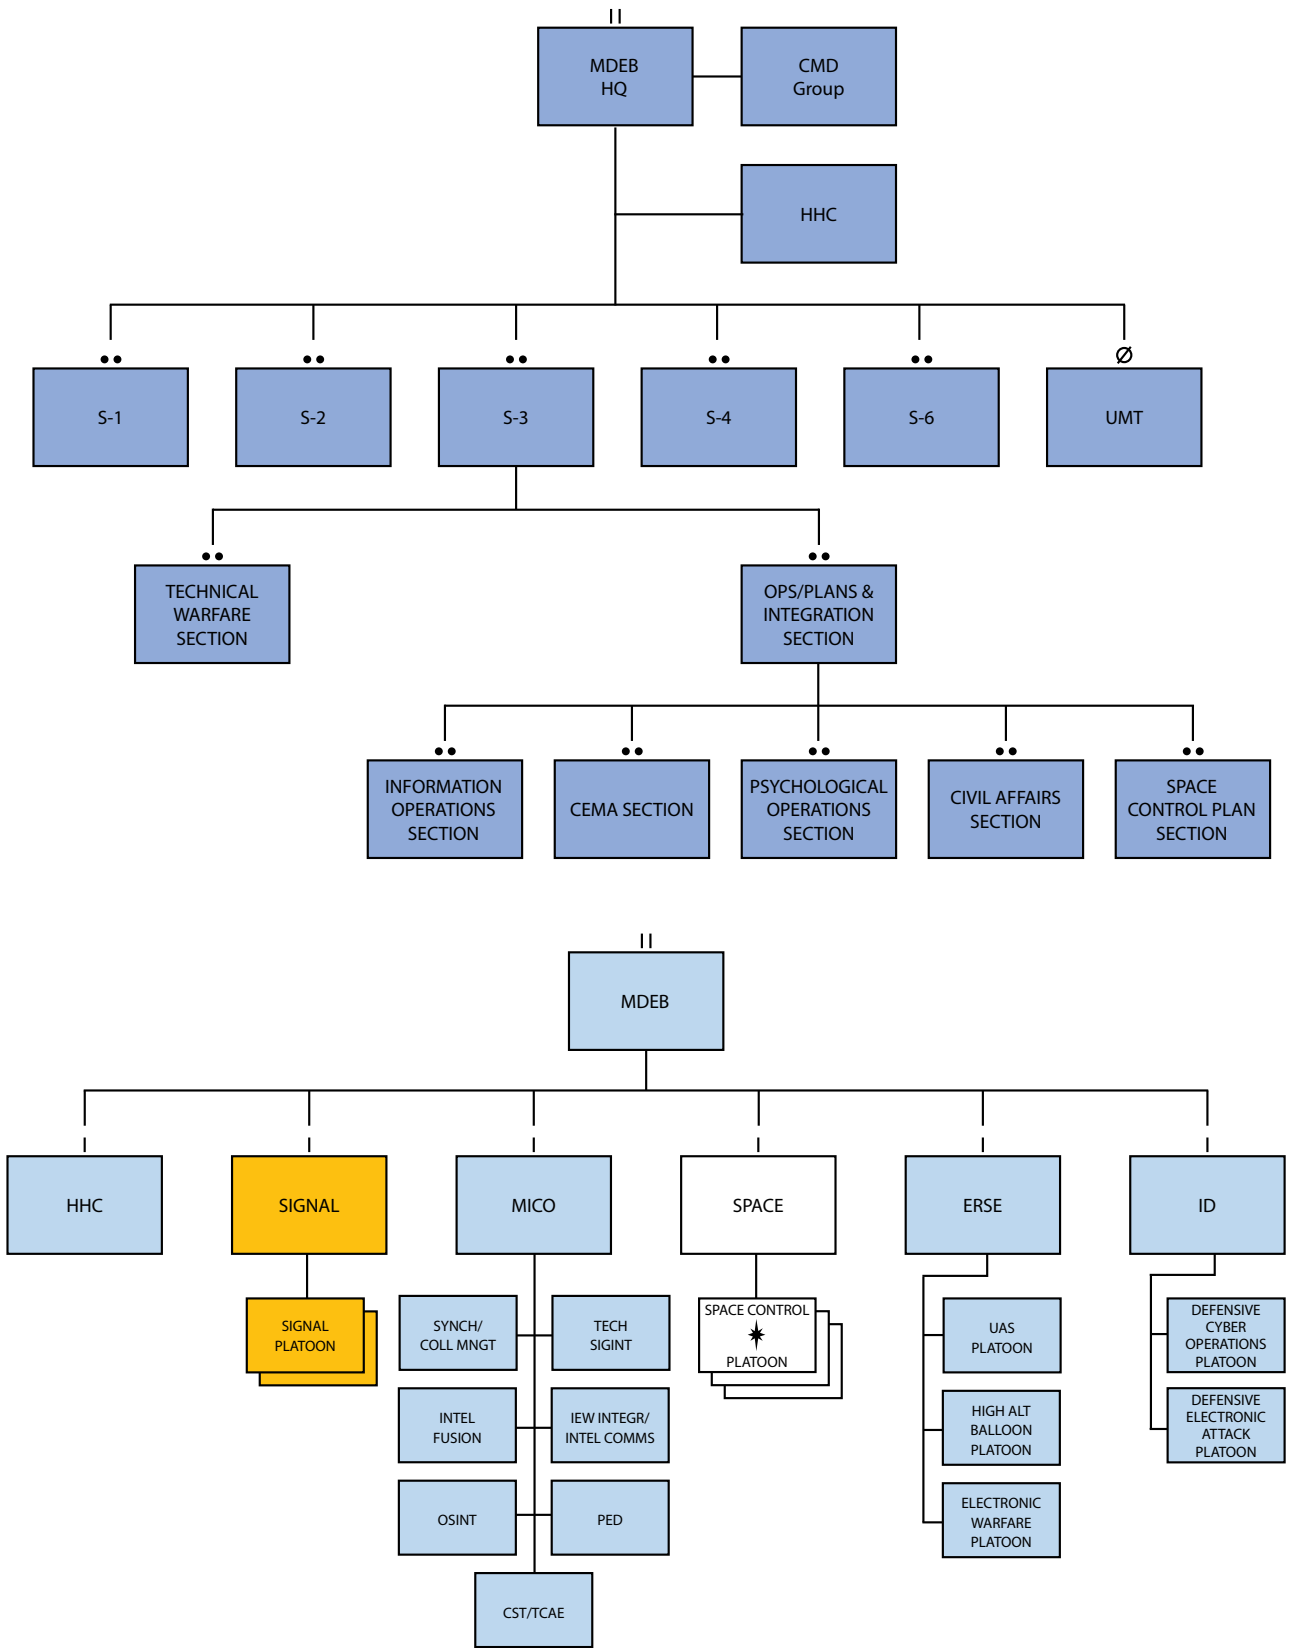 MDEB
HQ
CMD
Group
HHC
S-1
S-2
S-3
S-4
S-6
UMT
TECHNICAL
WARFARE
SECTION
OPS/PLANS &
INTEGRATION
SECTION
INFORMATION
OPERATIONS
SECTION
CEMA SECTION
PSYCHOLOGICAL
OPERATIONS
SECTION
CIVIL AFFAIRS
SECTION
SPACE
CONTROL PLAN
SECTION
MDEB
HHC
SIGNAL
MICO
SPACE
ERSE
ID
SIGNAL
PLATOON
SYNCH/
COLL MNGT
TECH
SIGINT
INTEL
FUSION
IEW INTEGR/
INTEL COMMS
OSINT
PED
CST/TCAE
SPACE CONTROL
PLATOON
UAS
PLATOON
HIGH ALT
BALLOON
PLATOON
ELECTRONIC
WARFARE
PLATOON
DEFENSIVE
CYBER
OPERATIONS
PLATOON
DEFENSIVE
ELECTRONIC
ATTACK
PLATOON